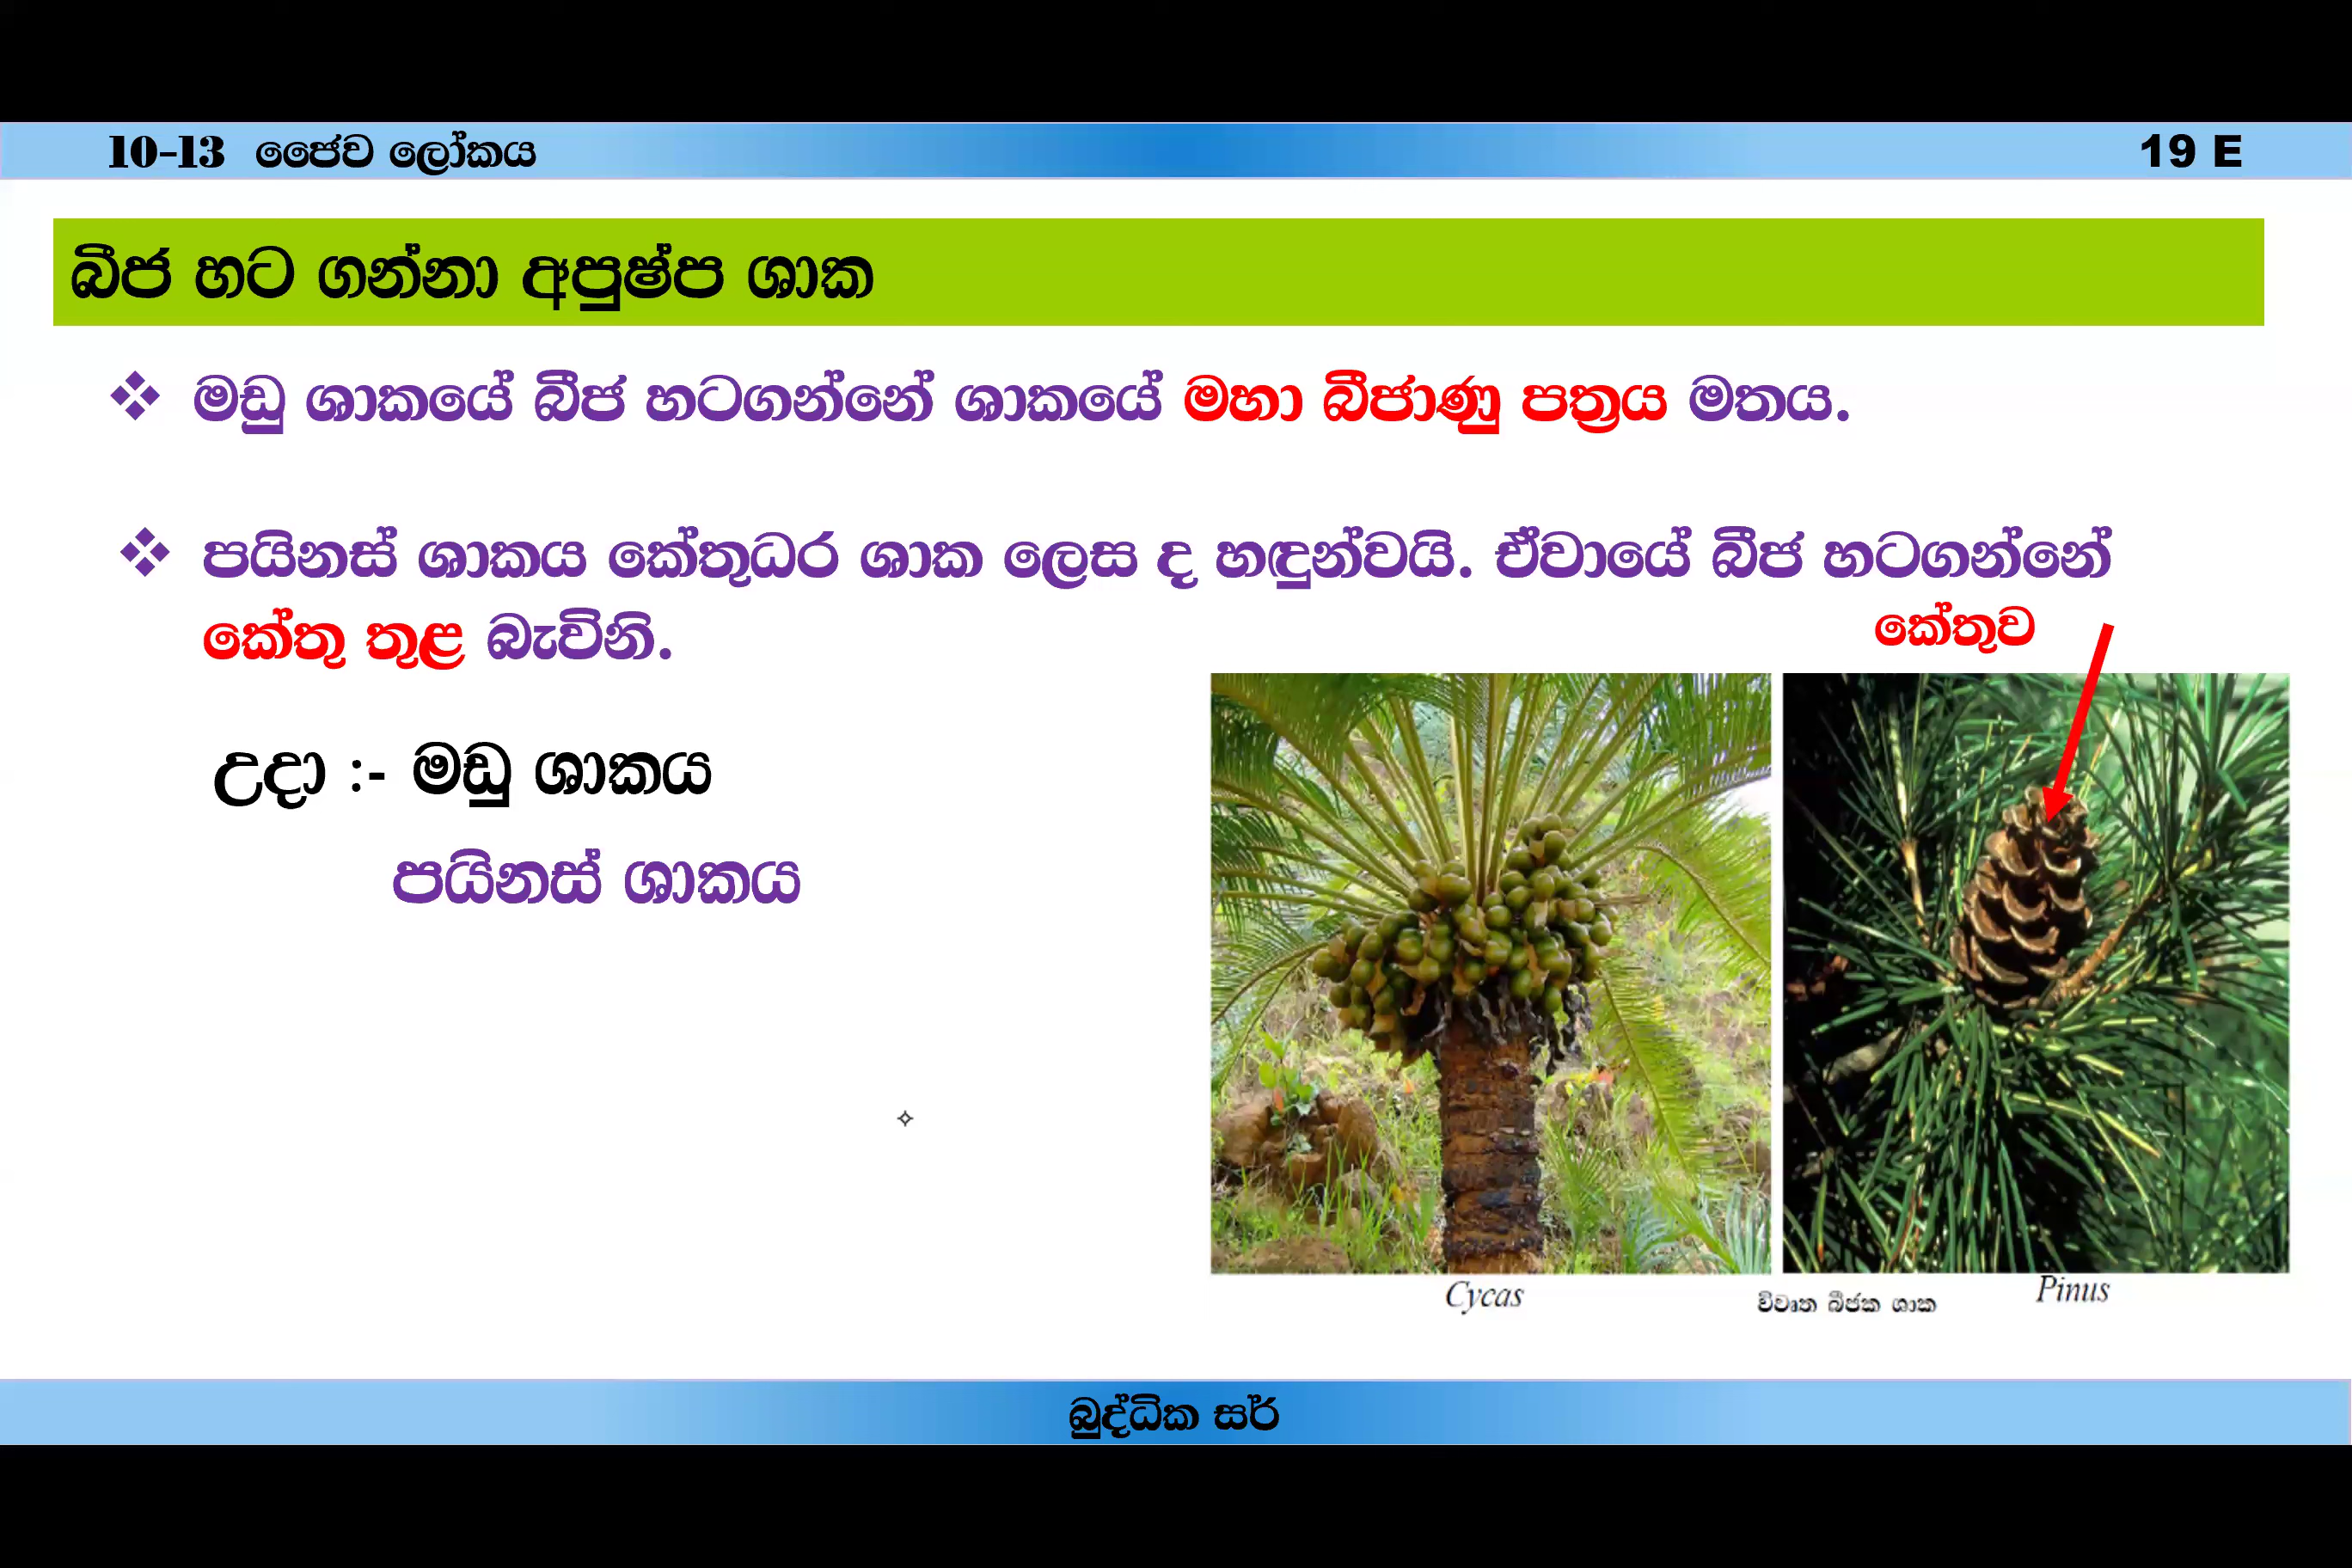 10-13 ජෛව ලෝකය
19 E
බීජ හට ගන්නා අපුෂ්ප ශාක
❖ මඩු ශාකයේ බීජ හටගන්නේ ශාකයේ මහා බීජාණු පත්‍රය මතය.
❖ පයිනස් ශාකය කේතුධර ශාක ලෙස ද හඳුන්වයි. ඒවායේ බීජ හටගන්නේ
කේතු තුළ බැවිනි.
කේතුව
උදා :- මඩු ශාකය
පයිනස් ශාකය
Cycas
විවෘත බීජක ශාක
Pinus
බුද්ධික සර්